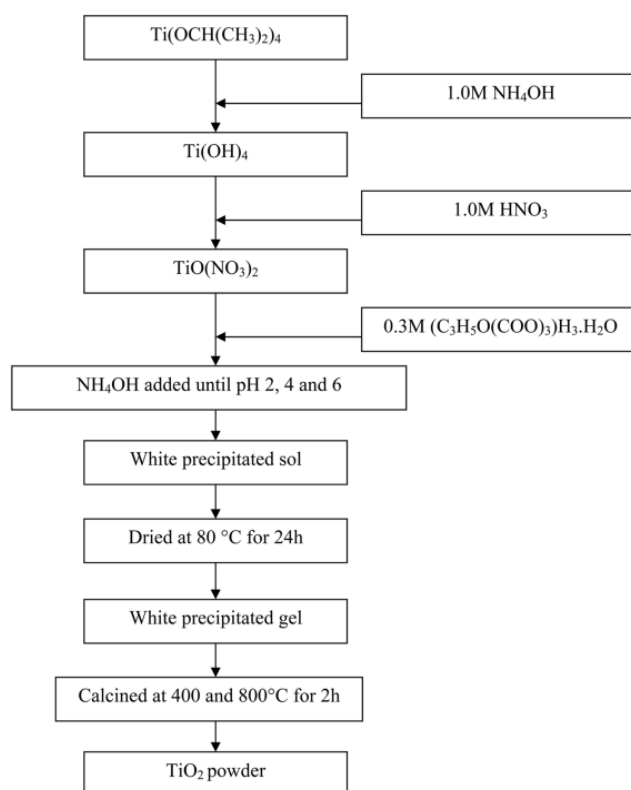 Ti(OCH(CH₃)₂)₄
1.0M NH₄OH
Ti(OH)₄
1.0M HNO₃
TiO(NO₃)₂
0.3M (C₃H₅O(COO)₃)H₃.H₂O
NH₄OH added until pH 2, 4 and 6
White precipitated sol
Dried at 80 °C for 24h
White precipitated gel
Calcined at 400 and 800°C for 2h
TiO₂ powder